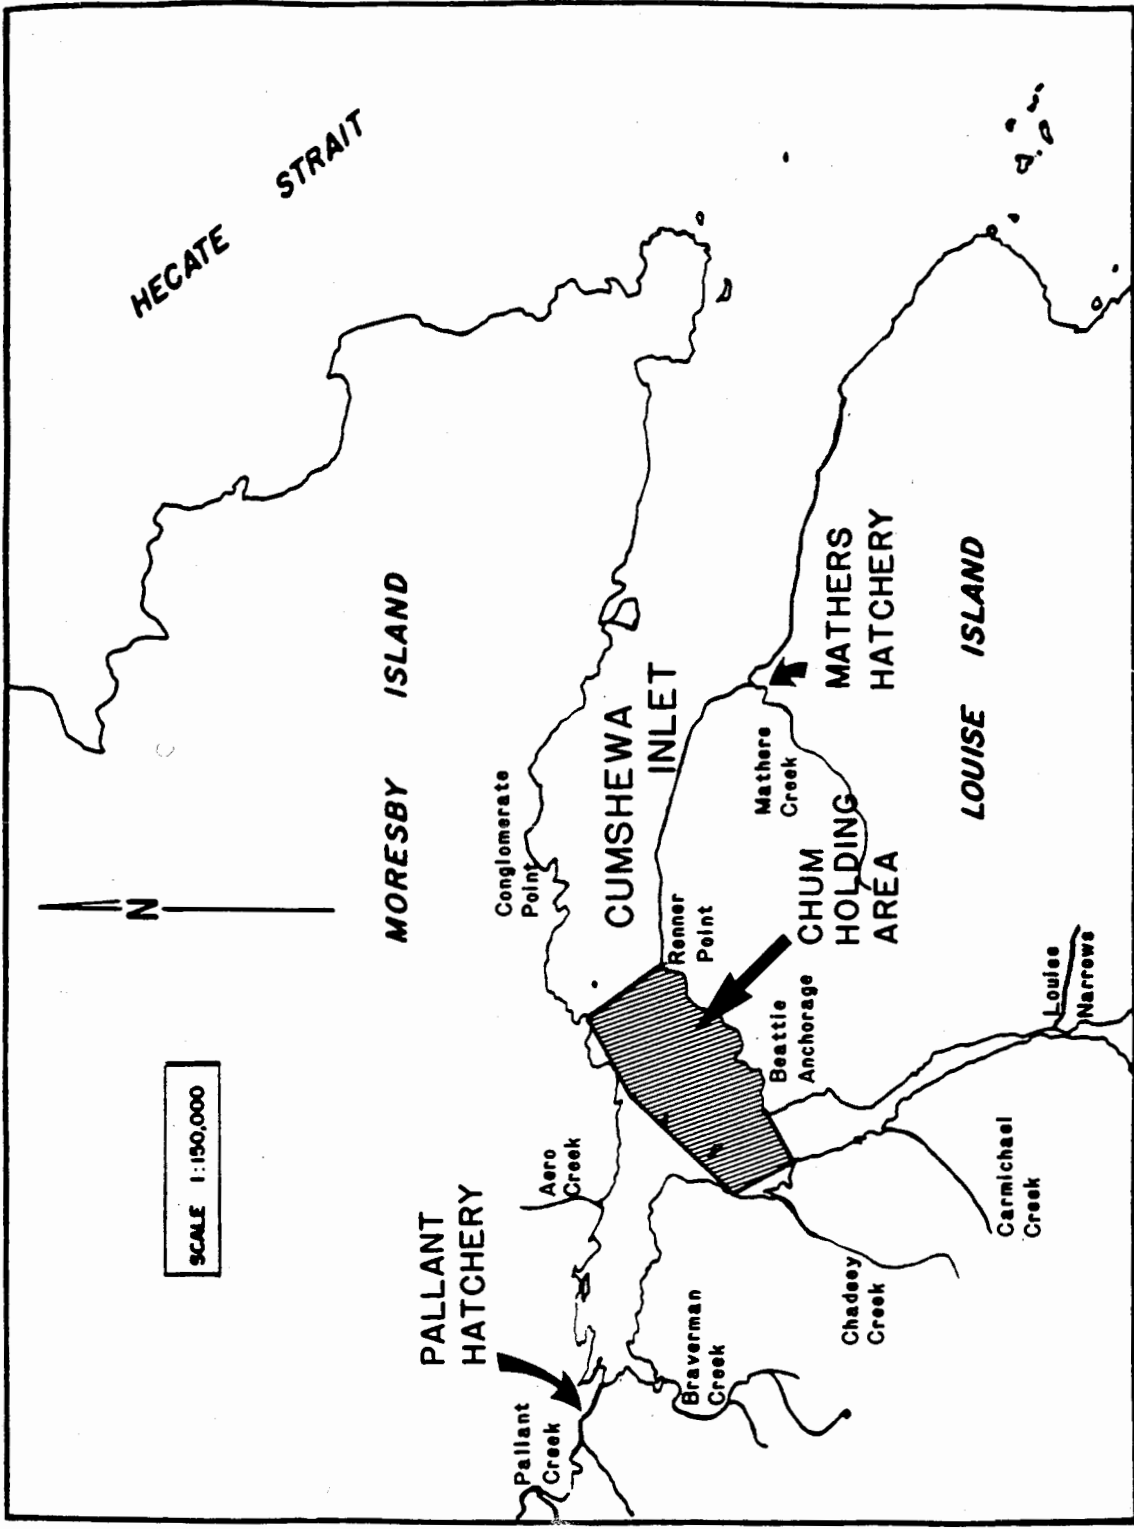 HECATE STRAIT
MORESBY ISLAND
N
SCALE 1:150,000
Conglomerate
Point
CUMSHEWA
INLET
Renner
Point
MATHERS
HATCHERY
Mathers
Creek
LOUISE ISLAND
CHUM
HOLDING
AREA
Beattie
Anchorage
Louise
Narrows
Aero
Creek
PALLANT
HATCHERY
Pallant
Creek
Braverman
Creek
Chadsey
Creek
Carmichael
Creek